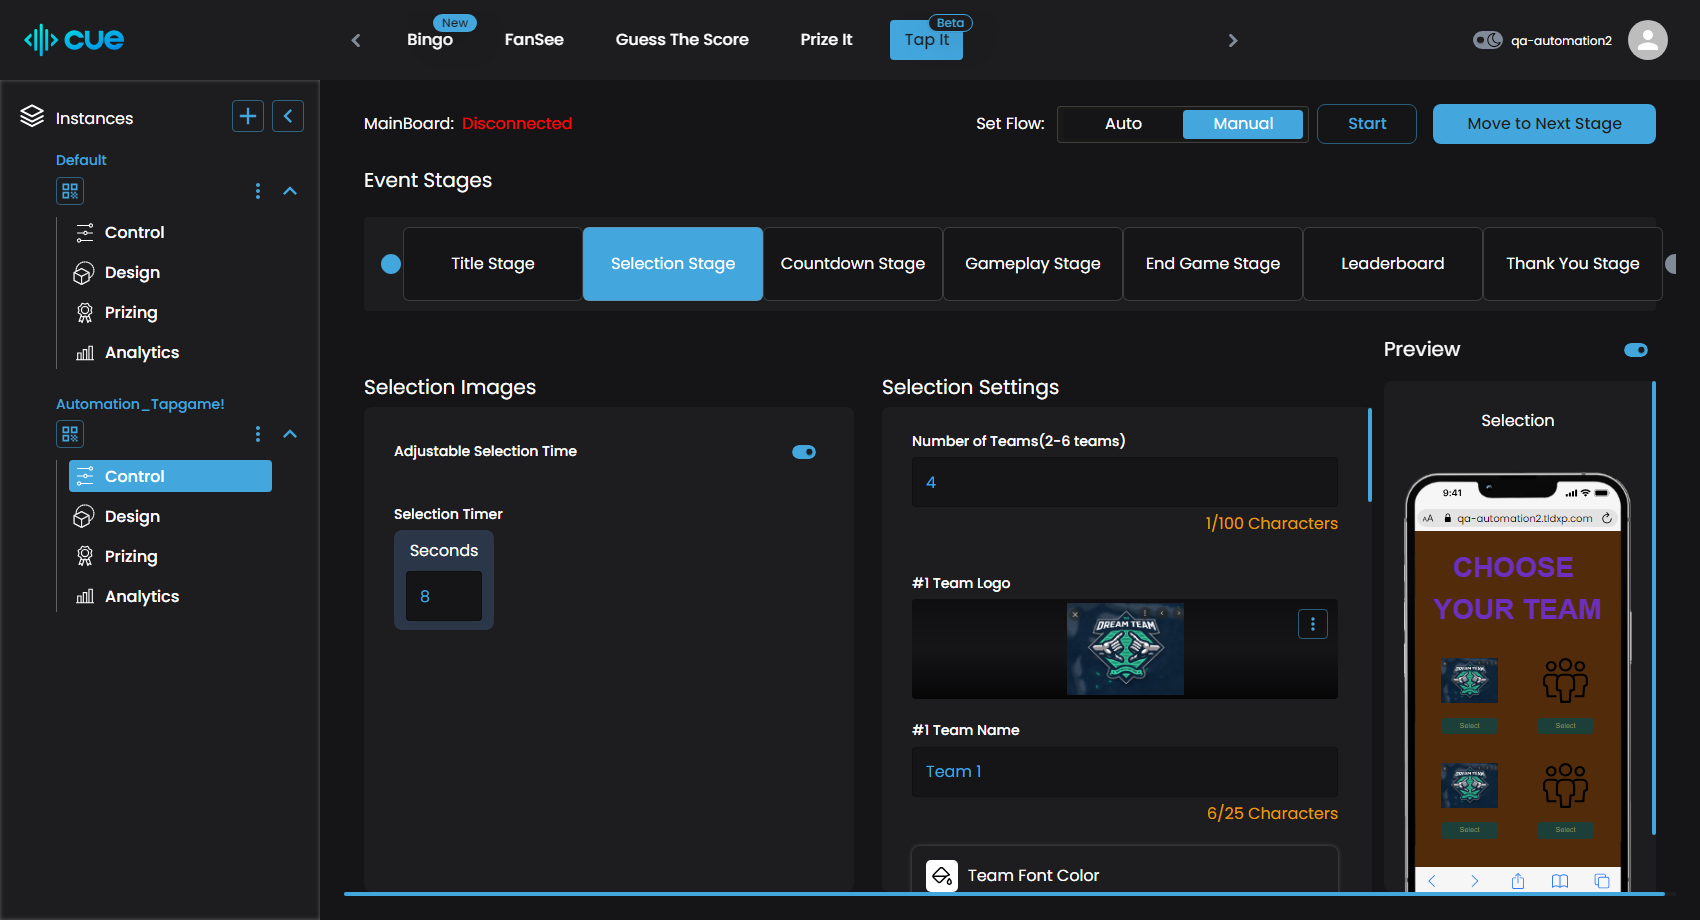 cue
New
Bingo
FanSee
Guess The Score
Prize It
Beta
Tap It
qa-automation2
Instances
Default
Control
Design
Prizing
Analytics
Automation_Tapgame!
Control
Design
Prizing
Analytics
MainBoard: Disconnected
Set Flow:
Auto
Manual
Start
Move to Next Stage
Event Stages
Title Stage
Selection Stage
Countdown Stage
Gameplay Stage
End Game Stage
Leaderboard
Thank You Stage
Selection Images
Adjustable Selection Time
Selection Timer
Seconds
8
Selection Settings
Number of Teams(2-6 teams)
4
1/100 Characters
#1 Team Logo
DREAM TEAM
#1 Team Name
Team 1
6/25 Characters
Team Font Color
Preview
Selection
9:41
AA qa-automation2.tldxp.com
CHOOSE
YOUR TEAM
DREAM TEAM
Select Select
DREAM TEAM
Select Select